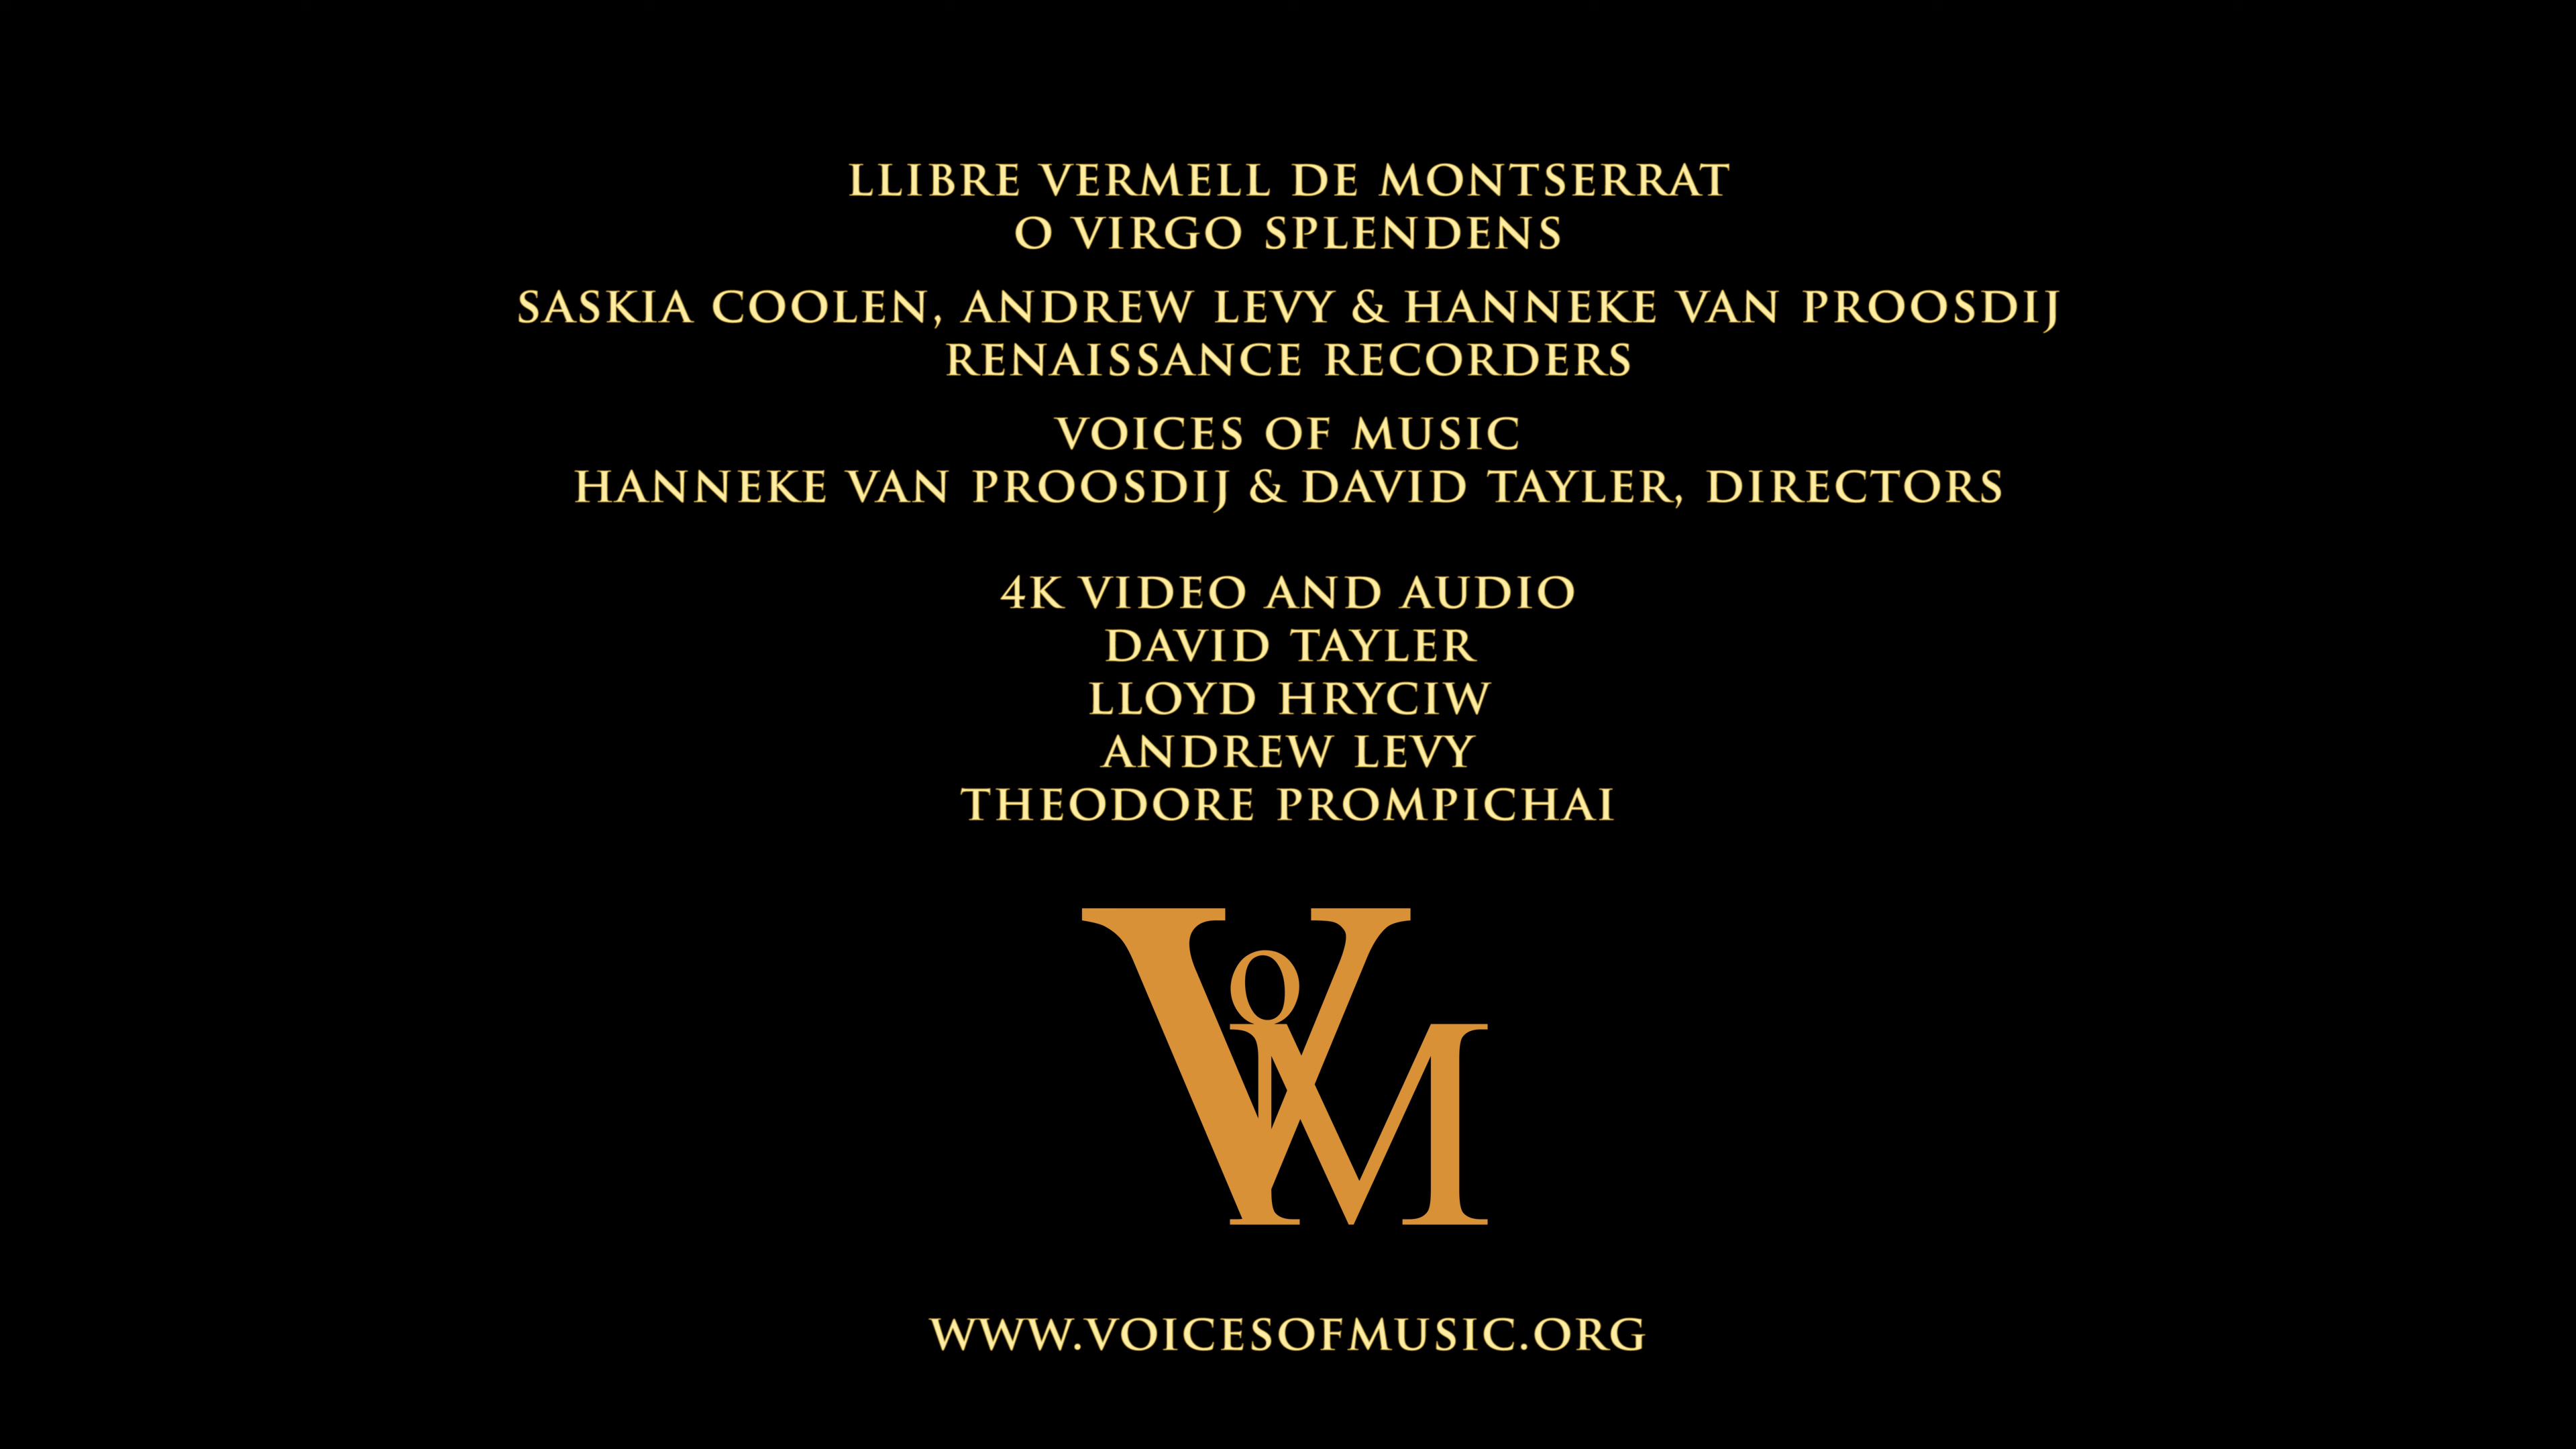 LLIBRE VERMELL DE MONTSERRAT
O VIRGO SPLENDENS
SASKIA COOLEN, ANDREW LEVY & HANNEKE VAN PROOSDIJ
RENAISSANCE RECORDERS
VOICES OF MUSIC
HANNEKE VAN PROOSDIJ & DAVID TAYLER, DIRECTORS
4K VIDEO AND AUDIO
DAVID TAYLER
LLOYD HRYCIW
ANDREW LEVY
THEODORE PROMPICHAI
VoM
WWW.VOICESOFMUSIC.ORG